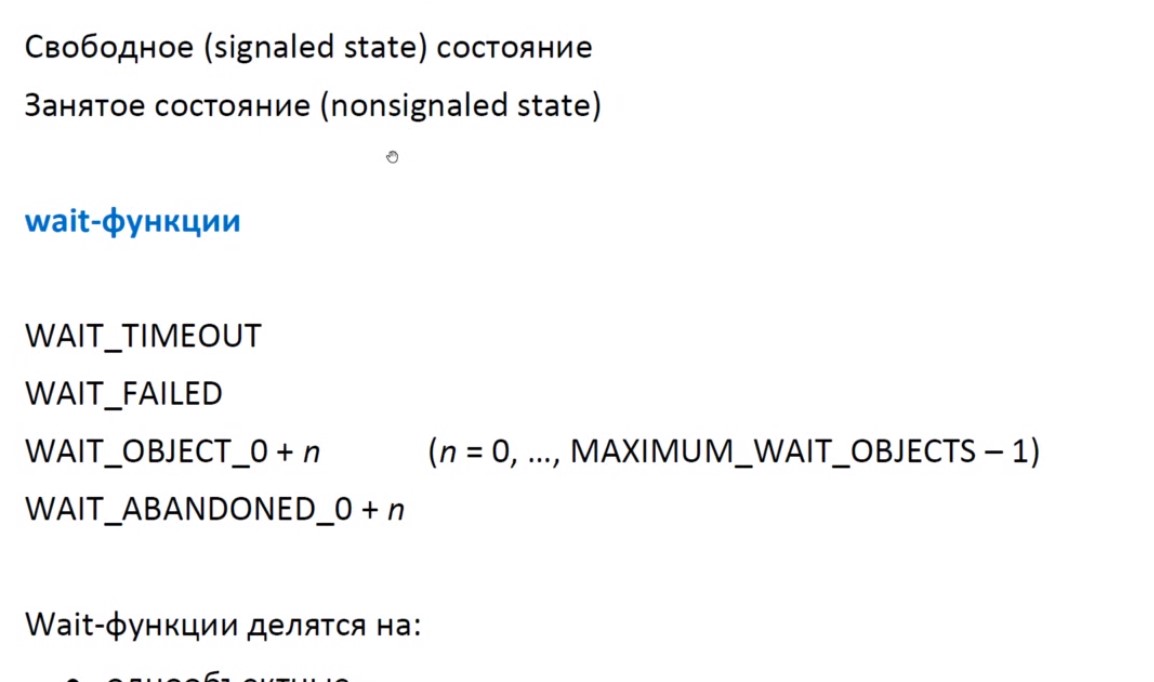 Свободное (signaled state) состояние
Занятое состояние (nonsignaled state)
wait-функции
WAIT_TIMEOUT
WAIT_FAILED
WAIT_OBJECT_0 + n (n = 0, ..., MAXIMUM_WAIT_OBJECTS – 1)
WAIT_ABANDONED_0 + n
Wait-функции делятся на: